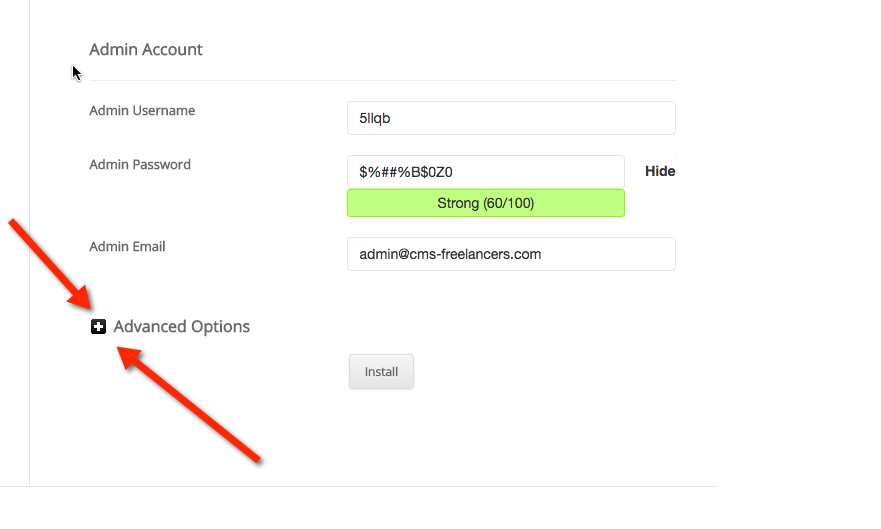 Admin Account
Admin Username
5llqb
Admin Password
$%##%B$0Z0
Hide
Strong (60/100)
Admin Email
admin@cms-freelancers.com
Advanced Options
Install